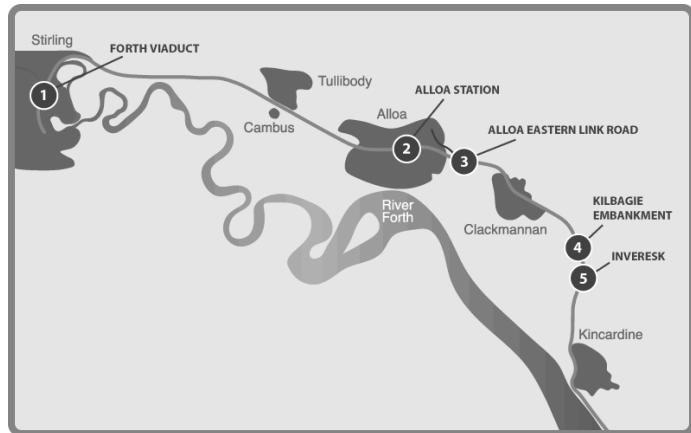 Stirling
FORTH VIADUCT
1
Tullibody
Cambus
ALLOA STATION
Alloa
2
ALLOA EASTERN LINK ROAD
3
River
Forth
Clackmannan
KILBAGIE
EMBANKMENT
4
INVERESK
5
Kincardine